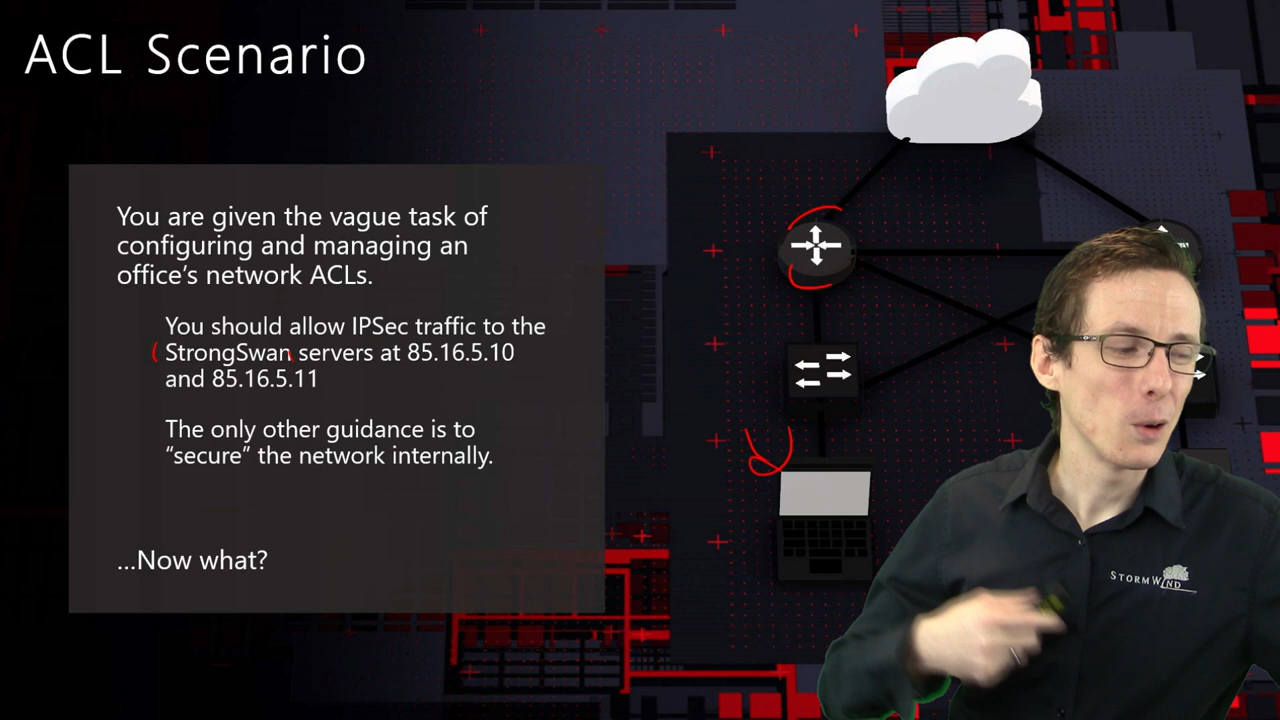 ACL Scenario
You are given the vague task of
configuring and managing an
office's network ACLs.
You should allow IPSec traffic to the
StrongSwan servers at 85.16.5.10
and 85.16.5.11
The only other guidance is to
“secure” the network internally.
...Now what?
STORMWIND